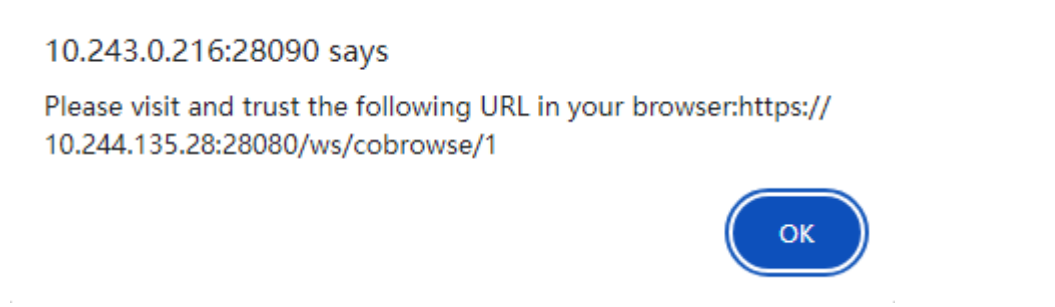 10.243.0.216:28090 says
Please visit and trust the following URL in your browser:https://
10.244.135.28:28080/ws/cobrowse/1
OK